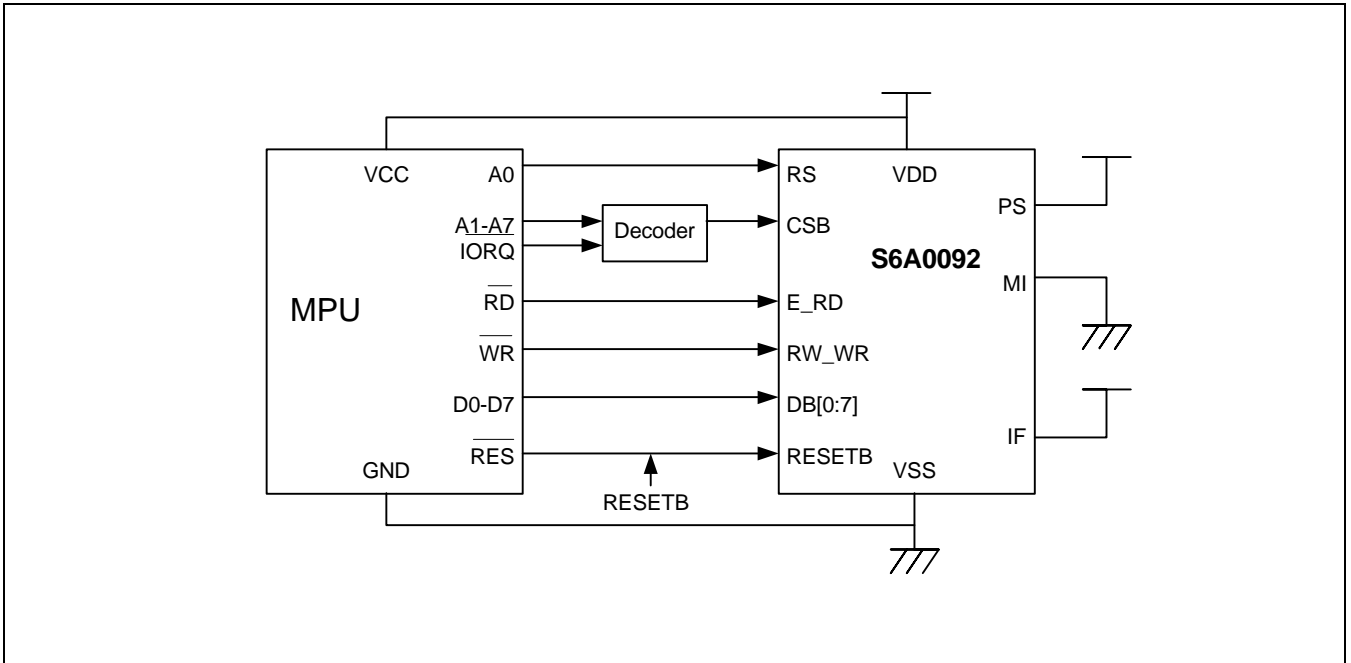 VCC
A0
A1-A7
IORQ
MPU
RD
WR
D0-D7
RES
GND
Decoder
RESETB
RS
VDD
CSB
PS
S6A0092
MI
E_RD
RW_WR
DB[0:7]
IF
RESETB
VSS